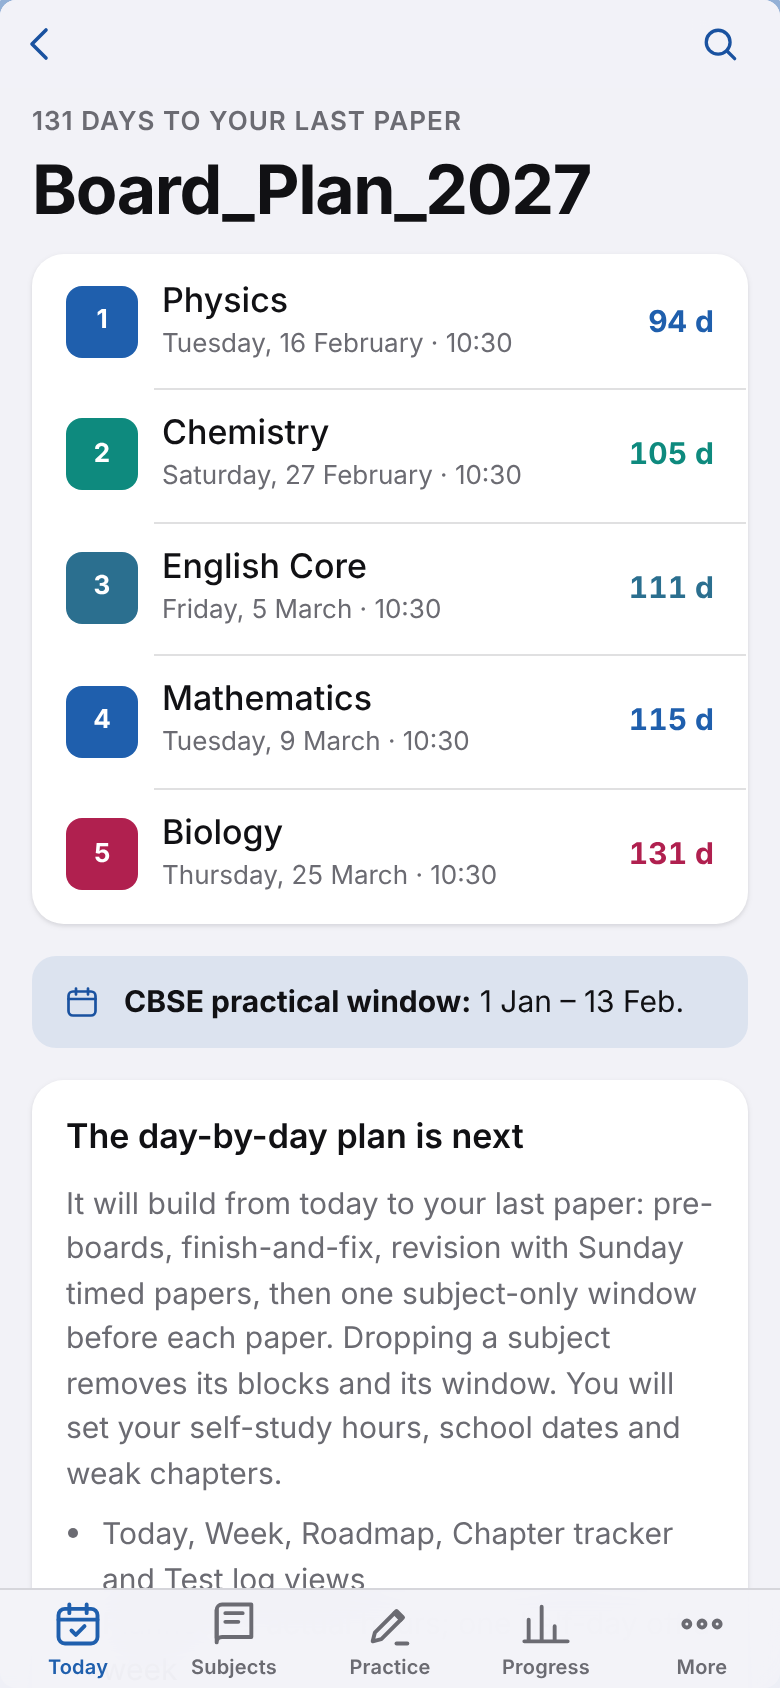 131 DAYS TO YOUR LAST PAPER
Board_Plan_2027
1
Physics
94 d
Tuesday, 16 February · 10:30
2
Chemistry
105 d
Saturday, 27 February · 10:30
3
English Core
111 d
Friday, 5 March · 10:30
4
Mathematics
115 d
Tuesday, 9 March · 10:30
5
Biology
131 d
Thursday, 25 March · 10:30
CBSE practical window: 1 Jan – 13 Feb.
The day-by-day plan is next
It will build from today to your last paper: pre-
boards, finish-and-fix, revision with Sunday
timed papers, then one subject-only window
before each paper. Dropping a subject
removes its blocks and its window. You will
set your self-study hours, school dates and
weak chapters.
• Today, Week, Roadmap, Chapter tracker
and Test log views
week
Today
Subjects
Practice
Progress
More